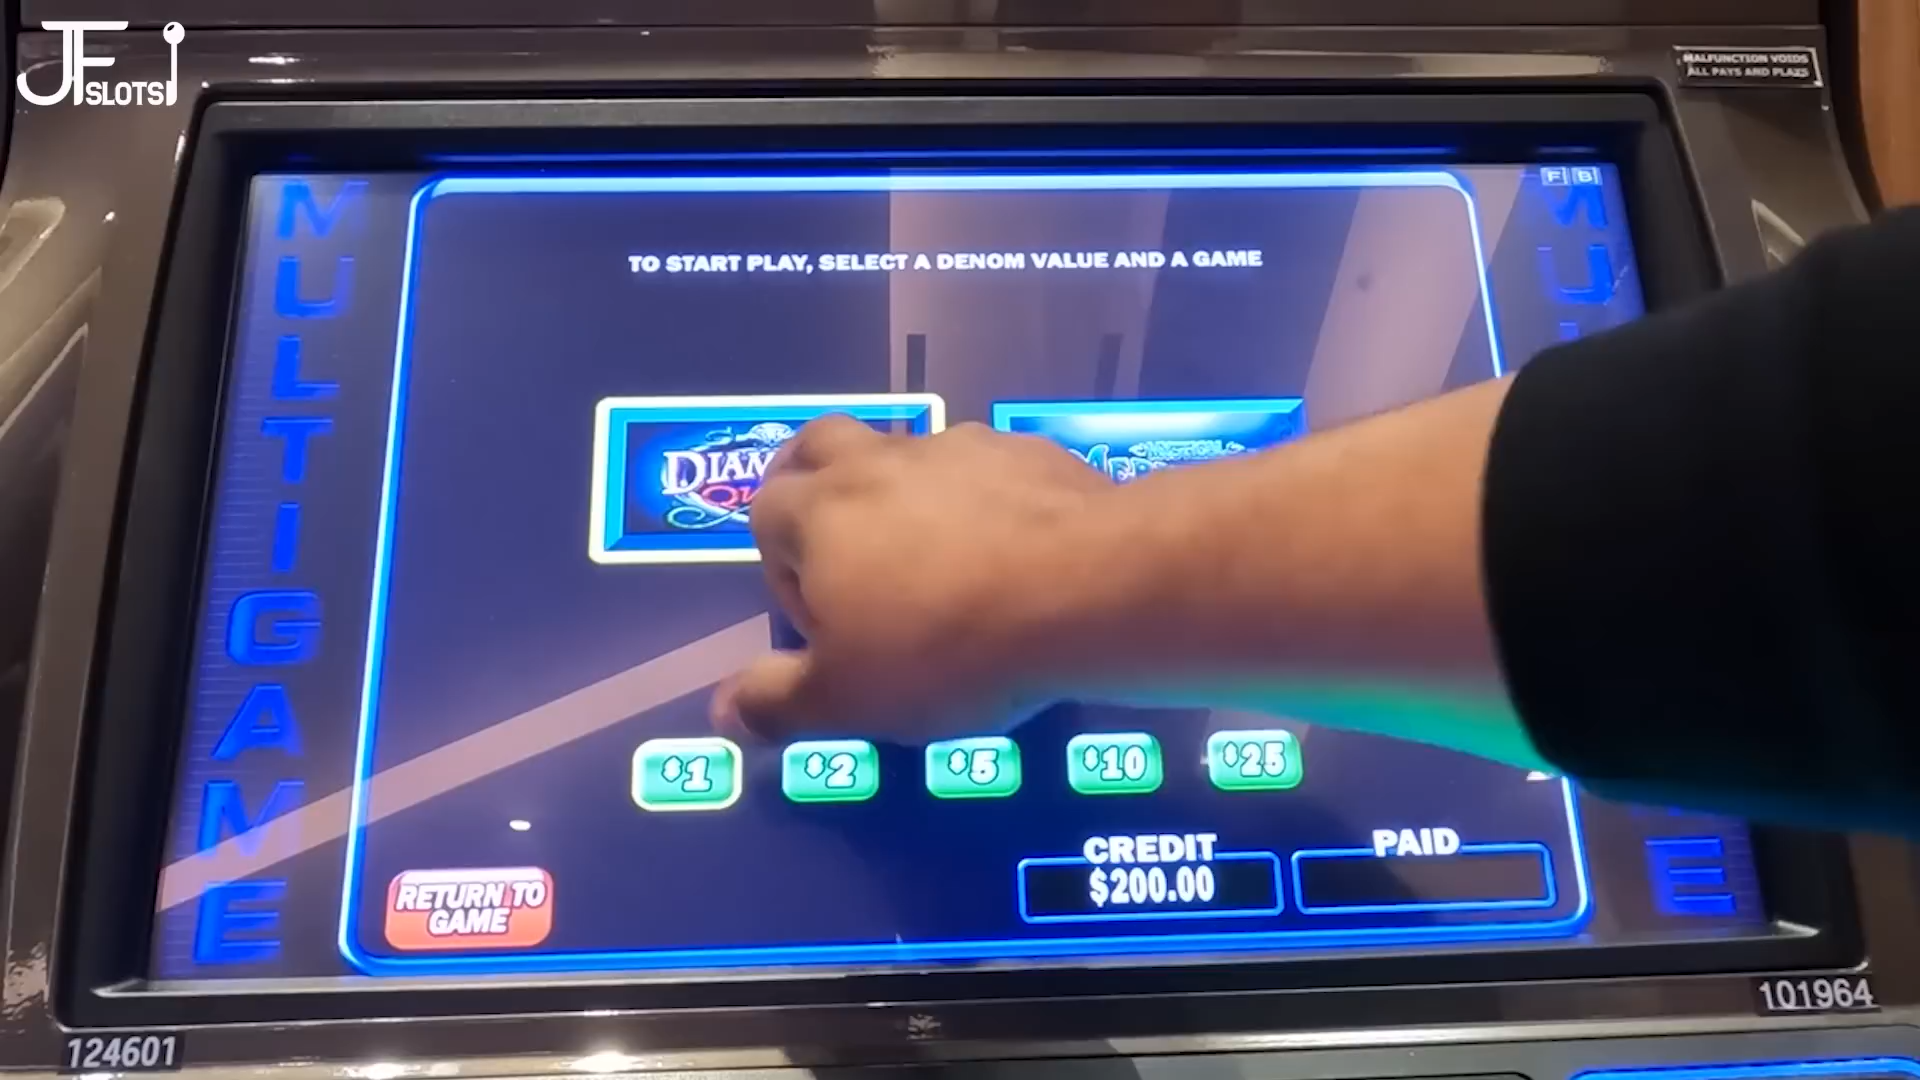 JF SLOTS
MALFUNCTION VOIDS
ALL PAYS AND PLAYS
F B
MULTIGAME
TO START PLAY, SELECT A DENOM VALUE AND A GAME
MYSTICAL
$1 $2 $5 $10 $25
CREDIT
$200.00
PAID
RETURN TO
GAME
124601
101964